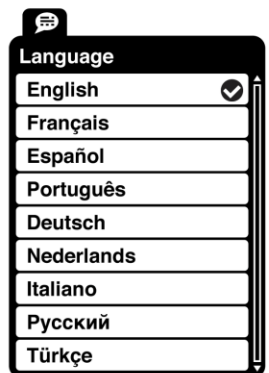 Language
English
Français
Español
Português
Deutsch
Nederlands
Italiano
Русский
Türkçe